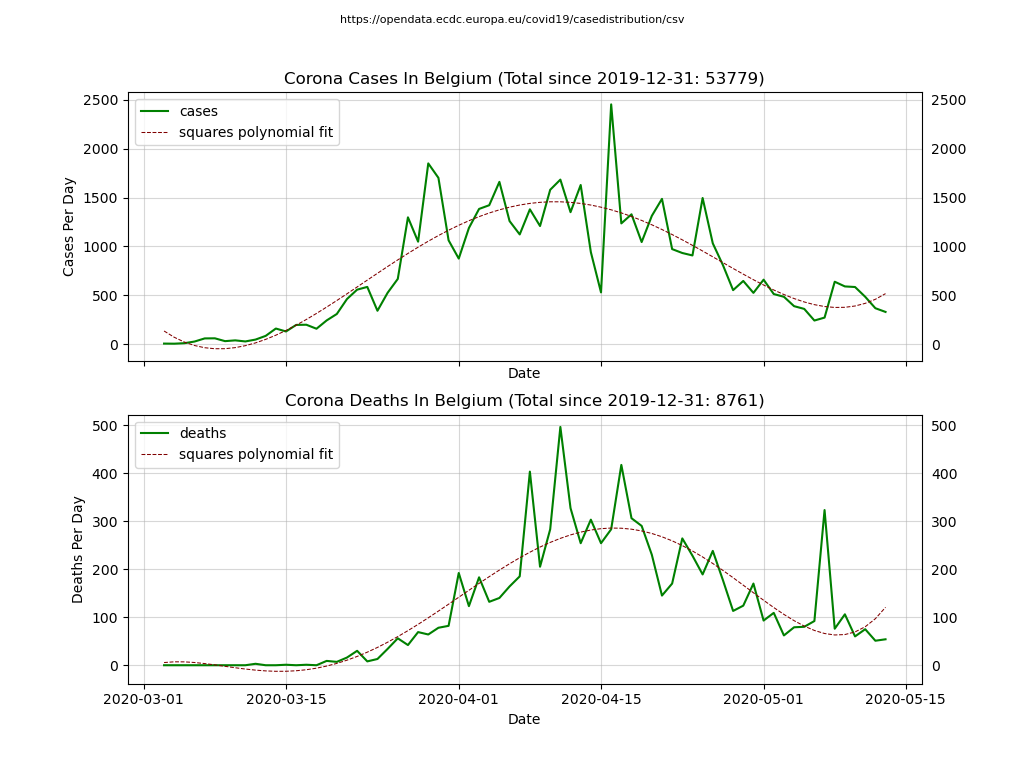 https://opendata.ecdc.europa.eu/covid19/casedistribution/csv
Corona Cases In Belgium (Total since 2019-12-31: 53779)
cases
squares polynomial fit
Cases Per Day
2500
2000
1500
1000
500
0
2500
2000
1500
1000
500
0
Date
Corona Deaths In Belgium (Total since 2019-12-31: 8761)
deaths
squares polynomial fit
Deaths Per Day
500
400
300
200
100
0
500
400
300
200
100
0
2020-03-01 2020-03-15 2020-04-01 2020-04-15 2020-05-01 2020-05-15
Date